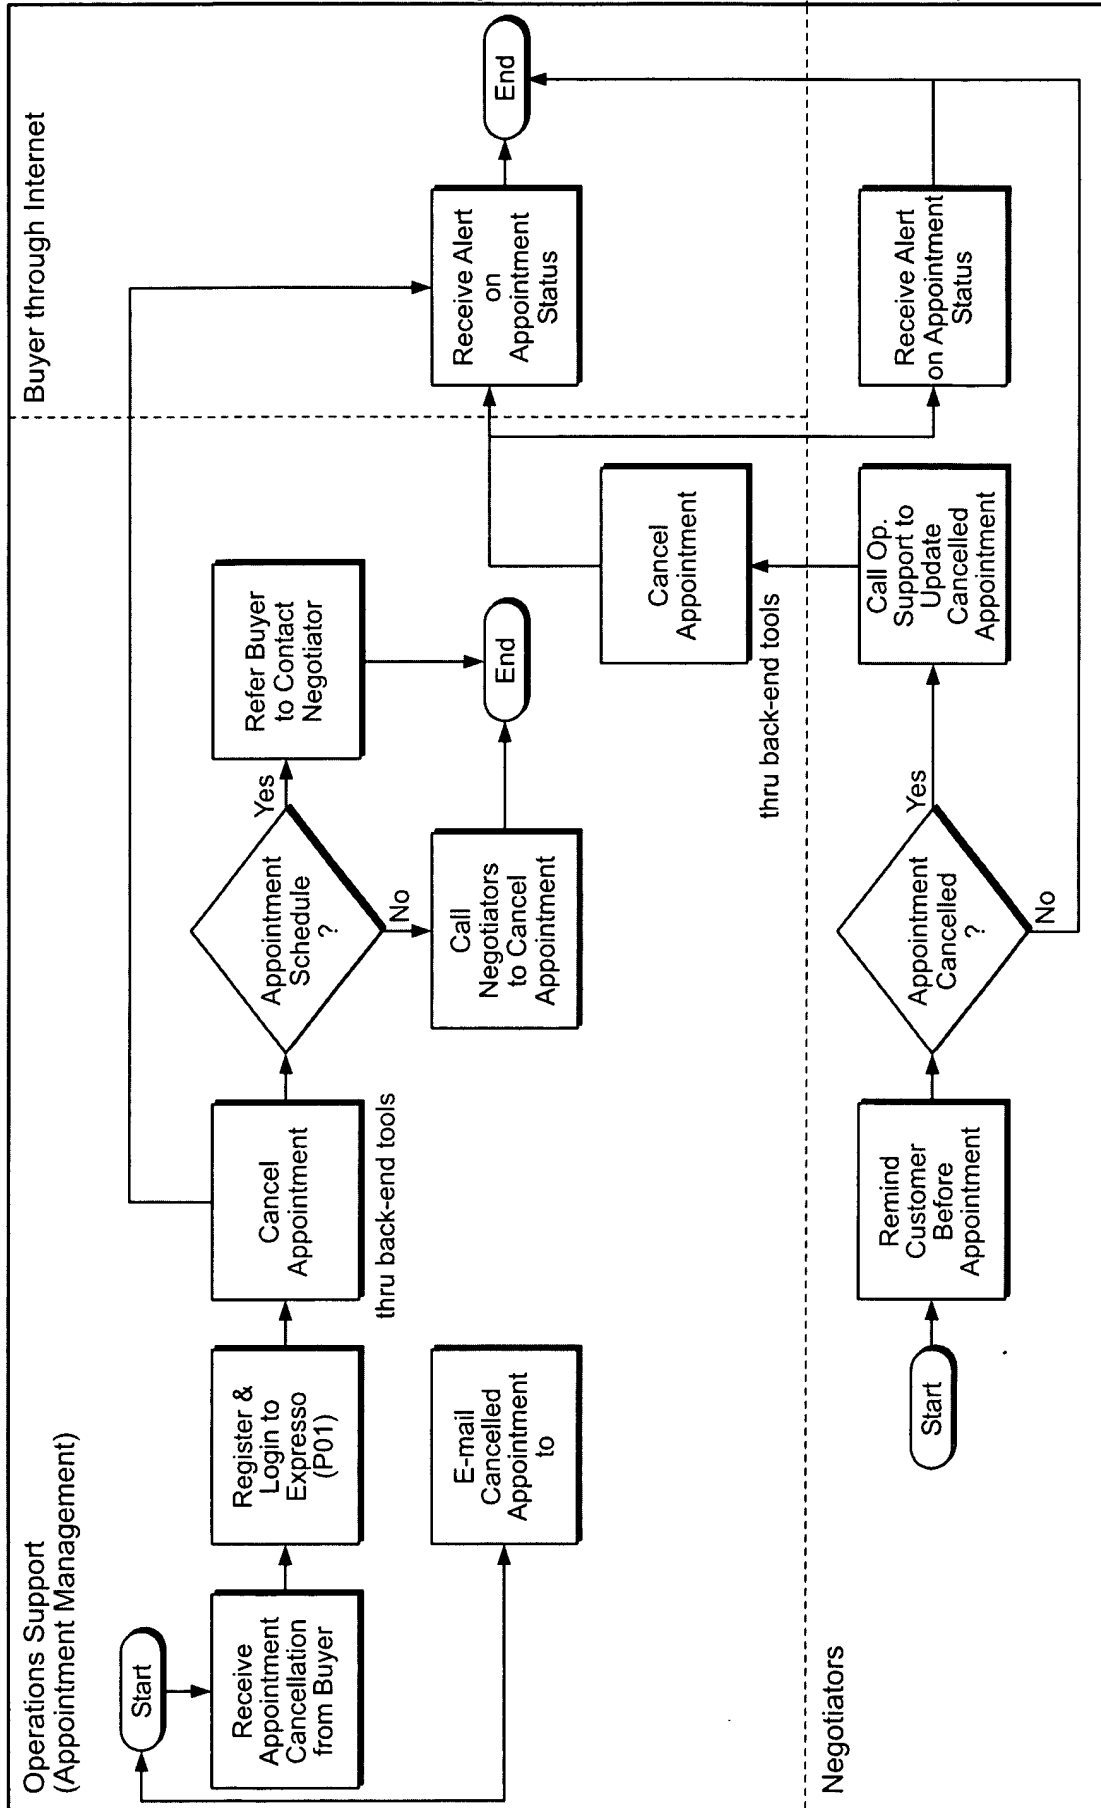 Operations Support
(Appointment Management)
Start
Receive
Appointment
Cancellation
from Buyer
Register &
Login to
Expresso
(P01)
E-mail
Cancelled
Appointment
to
Cancel
Appointment
thru back-end tools
Appointment
Schedule
?
Yes
No
Refer Buyer
to Contact
Negotiator
Call
Negotiators
to Cancel
Appointment
End
Cancel
Appointment
thru back-end tools
Buyer through Internet
Receive Alert
on
Appointment
Status
End
Negotiators
Start
Remind
Customer
Before
Appointment
Appointment
Cancelled
?
Yes
No
Call Op.
Support to
Update
Cancelled
Appointment
Receive Alert
on Appointment
Status